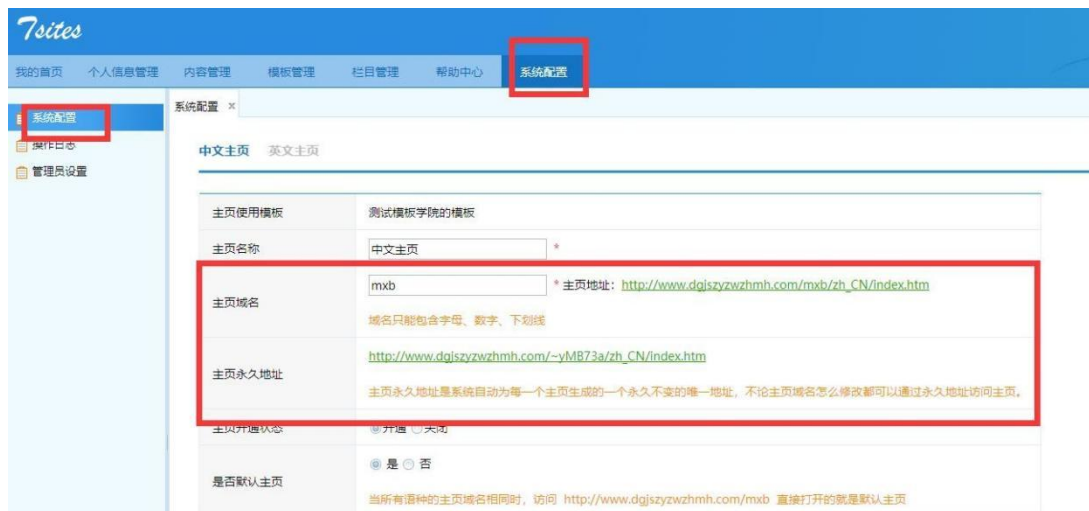 Tsites
我的首页 个人信息管理 内容管理 模板管理 栏目管理 帮助中心 系统配置
系统配置
操作日志
管理员设置
系统配置 ×
中文主页 英文主页
主页使用模板 测试模板学院的模板
主页名称 中文主页 *
主页域名 mxb * 主页地址: http://www.dgjszyzwzhmh.com/mxb/zh_CN/index.htm
域名只能包含字母、数字、下划线
主页永久地址 http://www.dgjszyzwzhmh.com/~yMB73a/zh_CN/index.htm
主页永久地址是系统自动为每一个主页生成的一个永久不变的唯一地址，不论主页域名怎么修改都可以通过永久地址访问主页。
主页开通状态 开通 关闭
是否默认主页 是 否
当所有语种的主页域名相同时，访问 http://www.dgjszyzwzhmh.com/mxb 直接打开的就是默认主页